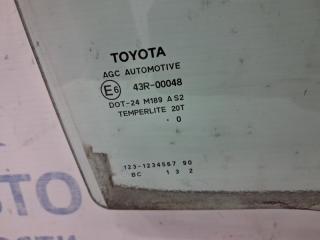 TOYOTA
AGC AUTOMOTIVE
E6 43R-00048
DOT-24 M189 AS2
TEMPERLITE 20T
. 0
123-1234567 90
BC 1 3 2